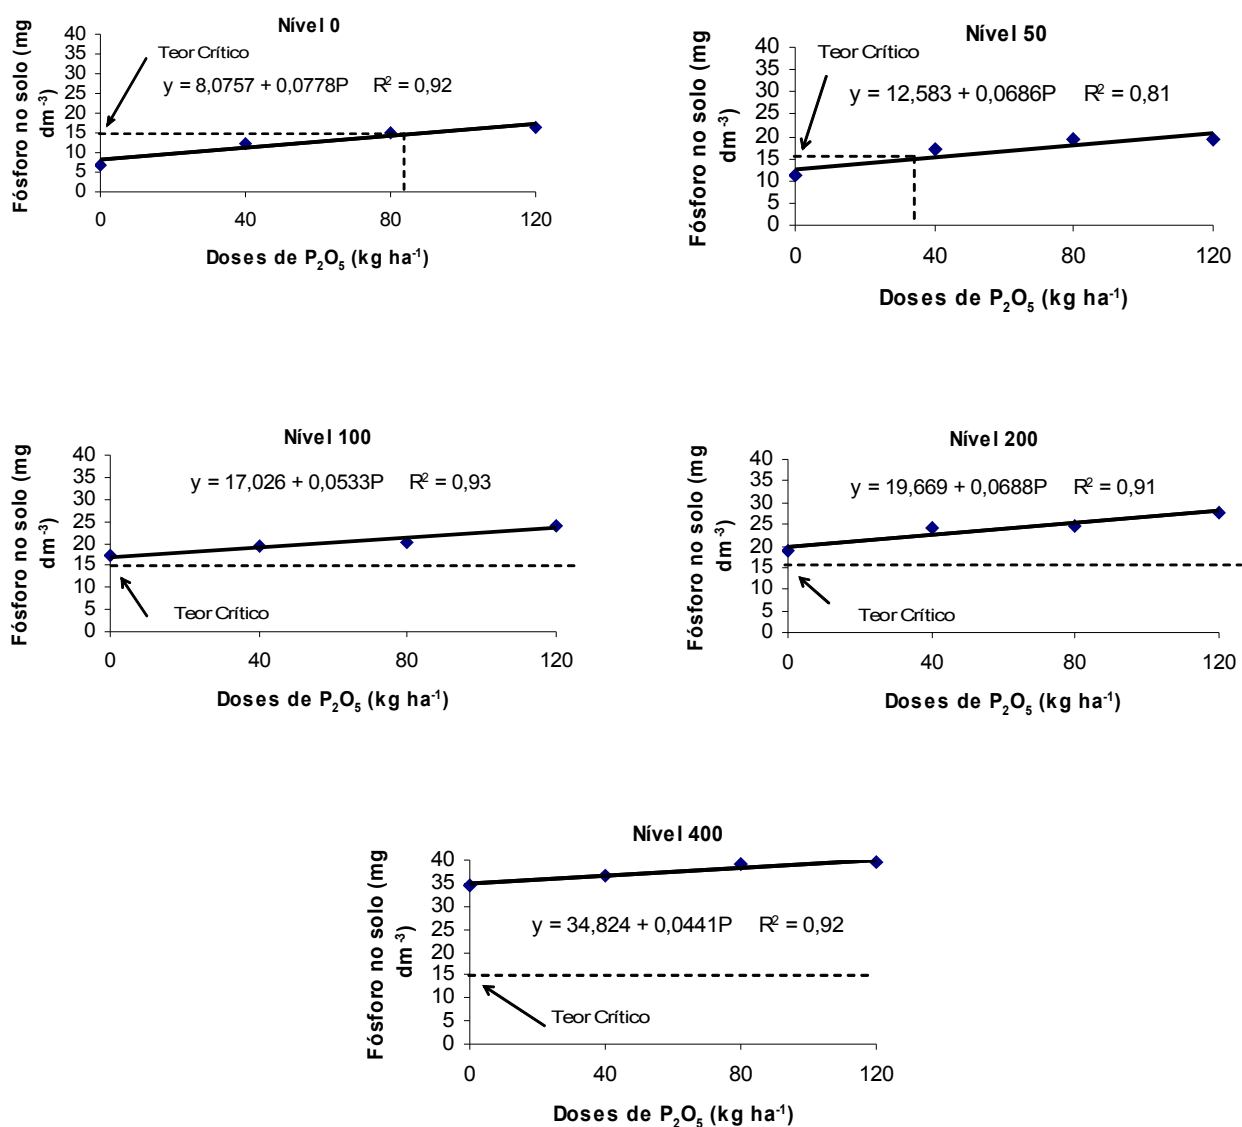 Nível 0
Fósforo no solo (mg dm⁻³)
40
35
30
25
20
15
10
5
0
Teor Crítico
y = 8,0757 + 0,0778P R² = 0,92
0 40 80 120
Doses de P₂O₅ (kg ha⁻¹)
Nível 50
Fósforo no solo (mg dm⁻³)
40
35
30
25
20
15
10
5
0
Teor Crítico
y = 12,583 + 0,0686P R² = 0,81
0 40 80 120
Doses de P₂O₅ (kg ha⁻¹)
Nível 100
Fósforo no solo (mg dm⁻³)
40
35
30
25
20
15
10
5
0
y = 17,026 + 0,0533P R² = 0,93
Teor Crítico
0 40 80 120
Doses de P₂O₅ (kg ha⁻¹)
Nível 200
Fósforo no solo (mg dm⁻³)
40
35
30
25
20
15
10
5
0
y = 19,669 + 0,0688P R² = 0,91
Teor Crítico
0 40 80 120
Doses de P₂O₅ (kg ha⁻¹)
Nível 400
Fósforo no solo (mg dm⁻³)
40
35
30
25
20
15
10
5
0
y = 34,824 + 0,0441P R² = 0,92
Teor Crítico
0 40 80 120
Doses de P₂O₅ (kg ha⁻¹)